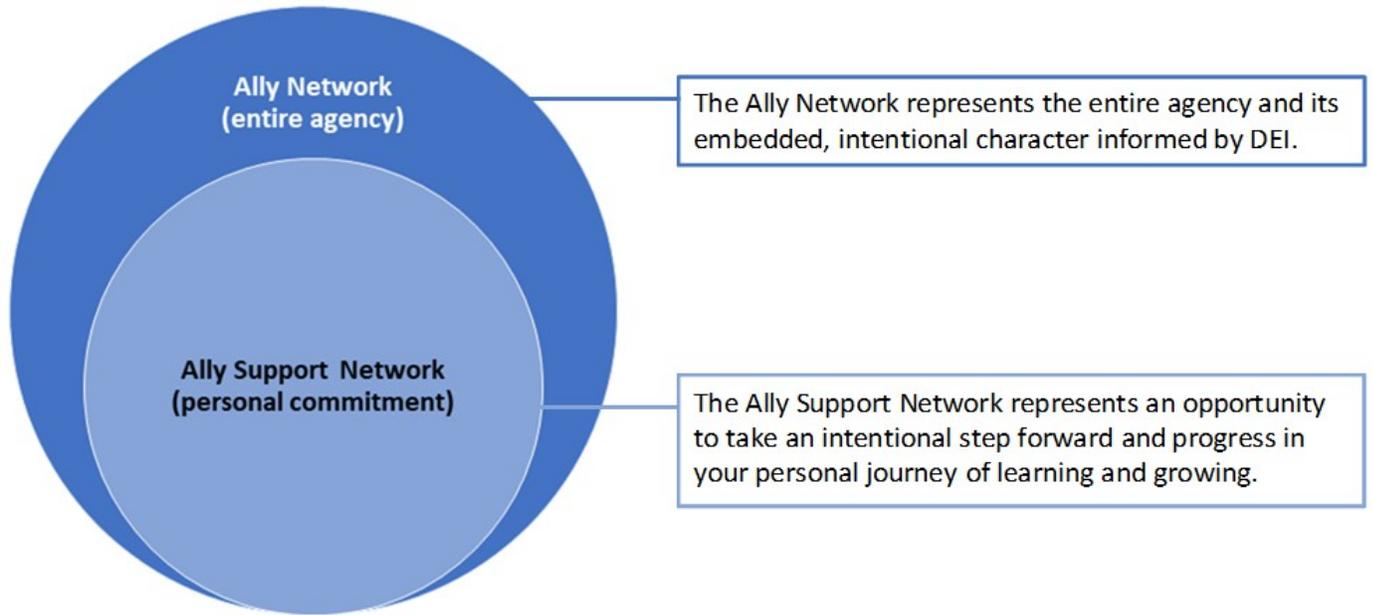 Ally Network
(entire agency)
The Ally Network represents the entire agency and its
embedded, intentional character informed by DEI.
Ally Support Network
(personal commitment)
The Ally Support Network represents an opportunity
to take an intentional step forward and progress in
your personal journey of learning and growing.